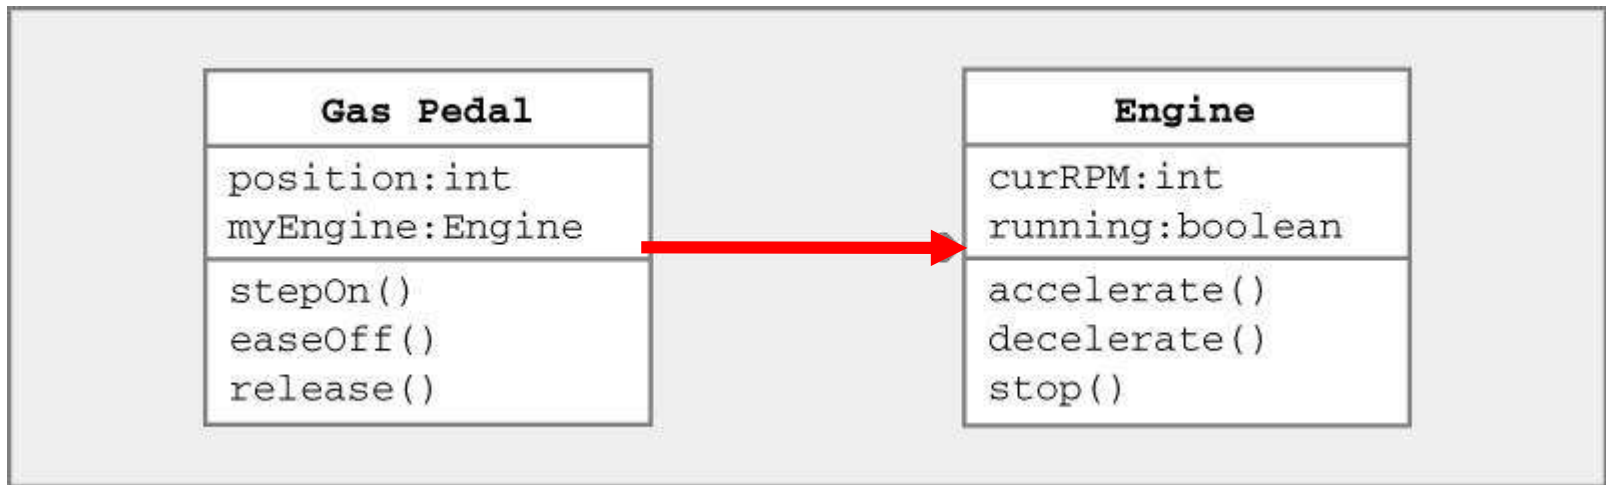 Gas Pedal
position:int
myEngine:Engine
stepOn()
easeOff()
release()
Engine
curRPM:int
running:boolean
accelerate()
decelerate()
stop()